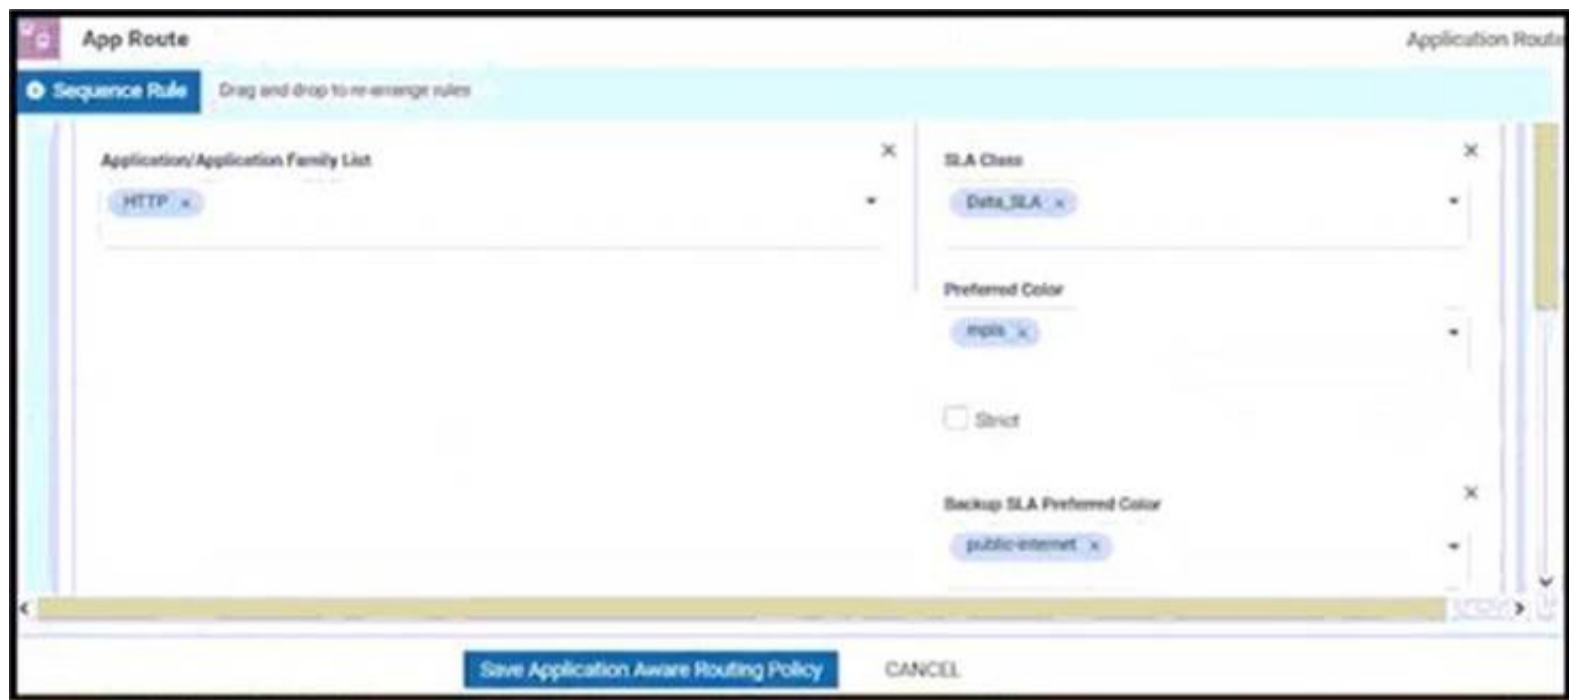 App Route
Application Route
Sequence Rule
Drag and drop to re-arrange rules
Application/Application Family List
HTTP ×
SLA Class
Data_SLA ×
Preferred Color
mpls ×
Strict
Backup SLA Preferred Color
public-internet ×
Save Application Aware Routing Policy
CANCEL